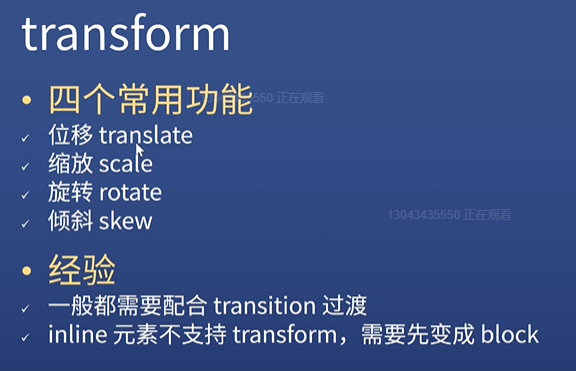 transform
• 四个常用功能
550 正在观看
✓ 位移 translate
✓ 缩放 scale
✓ 旋转 rotate
✓ 倾斜 skew
13043435550 正在观看
• 经验
✓ 一般都需要配合 transition 过渡
✓ inline 元素不支持 transform，需要先变成 block